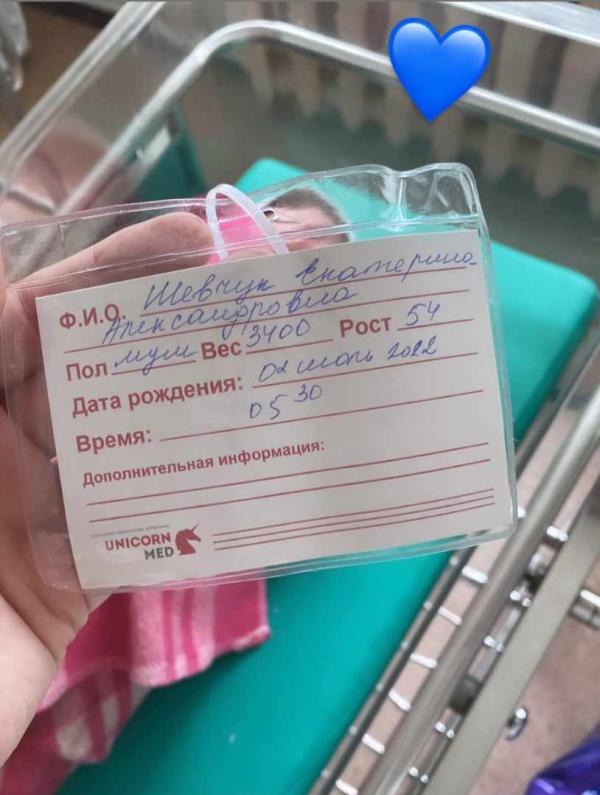 Ф.И.О. Шевчук Екатерина
Александровна
Пол муж Вес 3400 Рост 54
Дата рождения: 02 июль 2022
Время: 05 30
Дополнительная информация:
UNICORN
MED